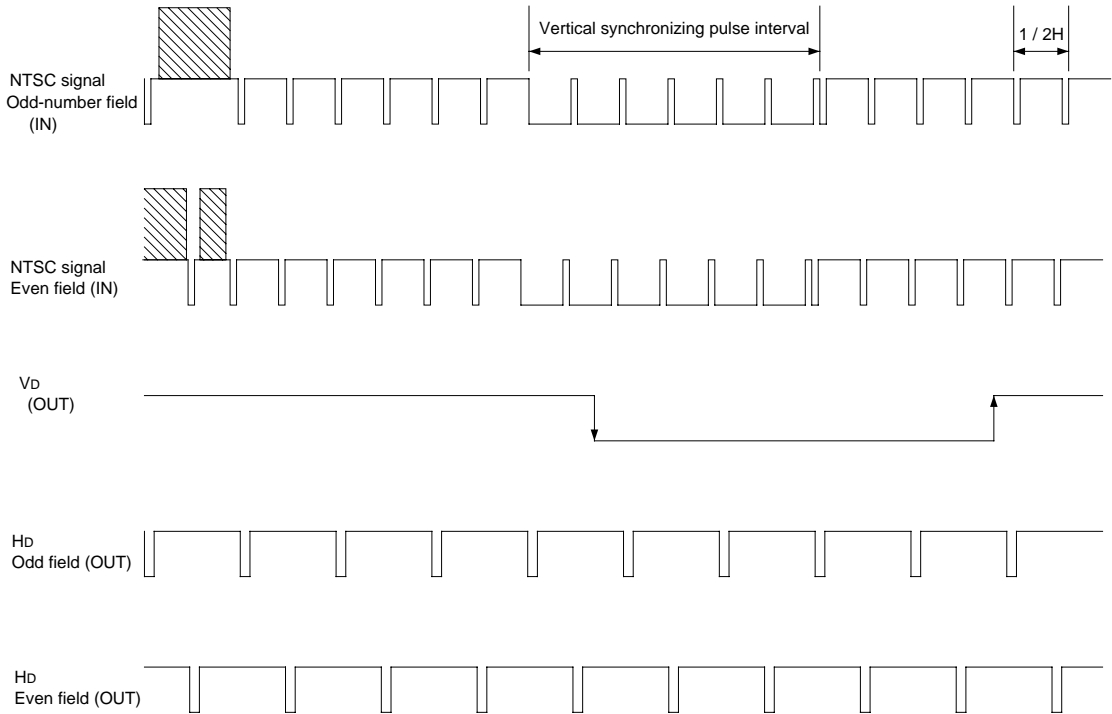 Vertical synchronizing pulse interval
1 / 2H
NTSC signal
Odd-number field
(IN)
NTSC signal
Even field (IN)
VD
(OUT)
HD
Odd field (OUT)
HD
Even field (OUT)